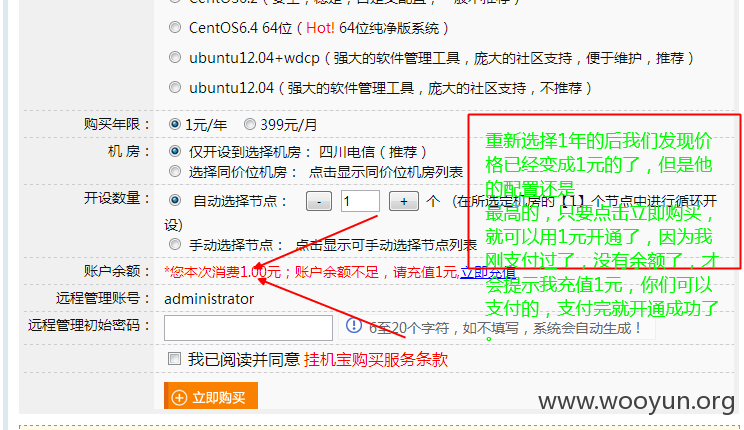 CentOS6.4 64位（Hot! 64位纯净版系统）
ubuntu12.04+wdcp（强大的软件管理工具，庞大的社区支持，便于维护，推荐）
ubuntu12.04（强大的软件管理工具，庞大的社区支持，不推荐）
购买年限： 1元/年 399元/月
机 房： 仅开设到选择机房： 四川电信（推荐）
选择同价位机房： 点击显示同价位机房列表
开设数量： 自动选择节点： - 1 + 个 (在所选定机房的【1】个节点中进行循环开
设)
手动选择节点： 点击显示可手动选择节点列表
账户余额： *您本次消费1.00元；账户余额不足，请充值1元,立即充值
远程管理账号： administrator
远程管理初始密码： 6至20个字符，如不填写，系统会自动生成！
我已阅读并同意 挂机宝购买服务条款
立即购买
重新选择1年的后我们发现价
格已经变成1元的了，但是他
的配置还是
最高的，只要点击立即购买，
就可以用1元开通了，因为我
刚支付过了，没有余额了，才
会提示我充值1元，你们可以
支付的，支付完就开通成功了
。
www.wooyun.org